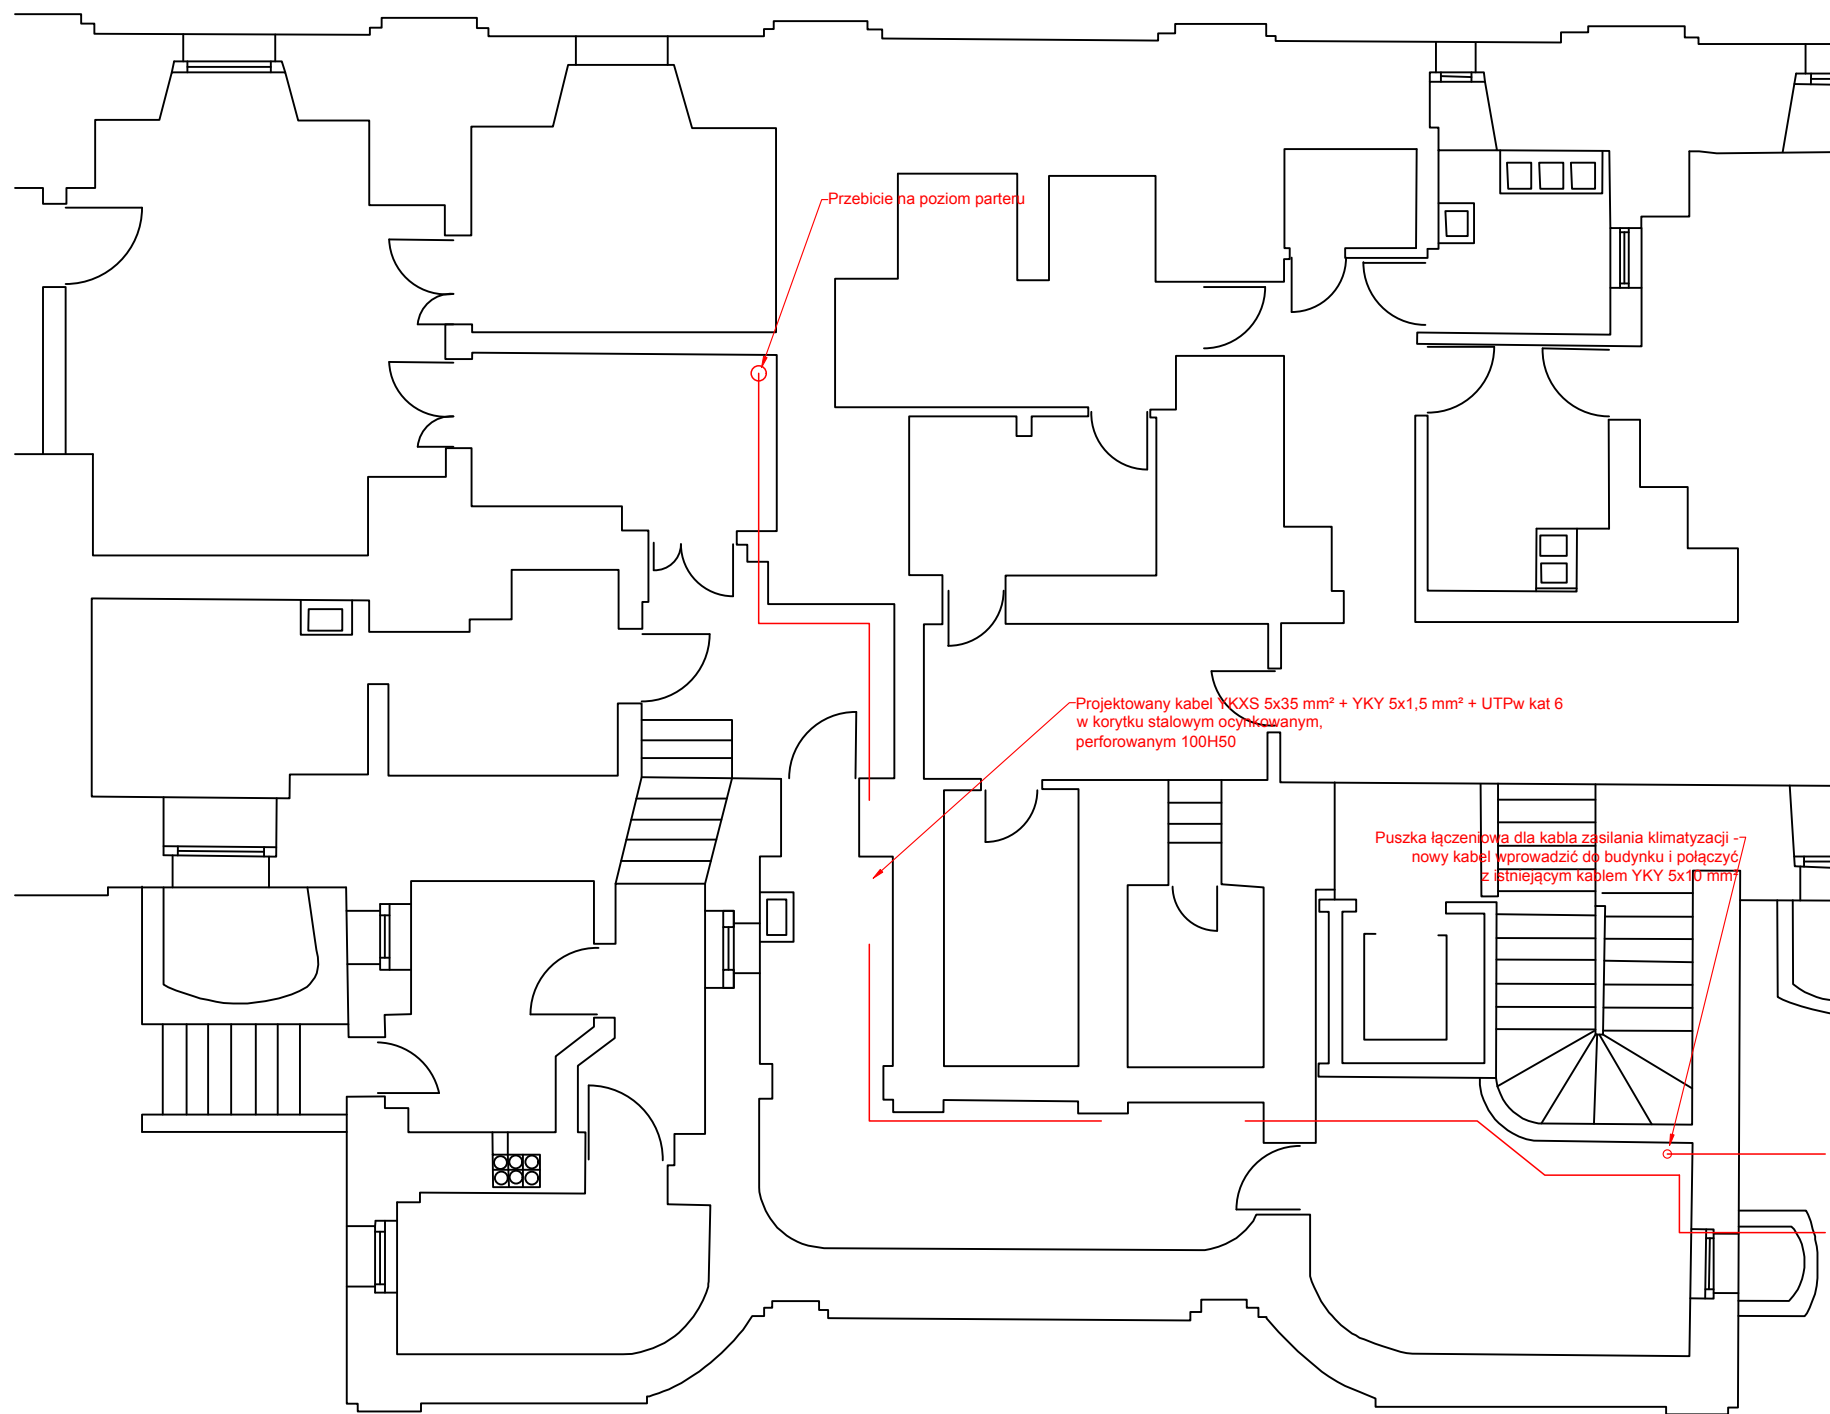 Przebicie na poziom parteru
Projektowany kabel YKXS 5x35 mm² + YKY 5x1,5 mm² + UTPw kat 6
w korytku stalowym ocynkowanym,
perforowanym 100H50
Puszka łączeniowa dla kabla zasilania klimatyzacji -
nowy kabel wprowadzić do budynku i połączyć
z istniejącym kablem YKY 5x10 mm²